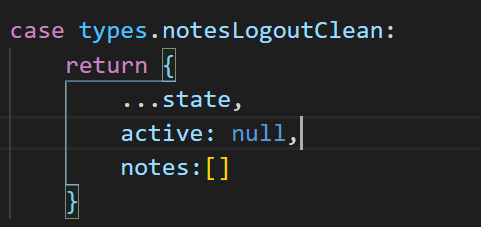 case types.notesLogoutClean:
return {
...state,
active: null,
notes:[]
}